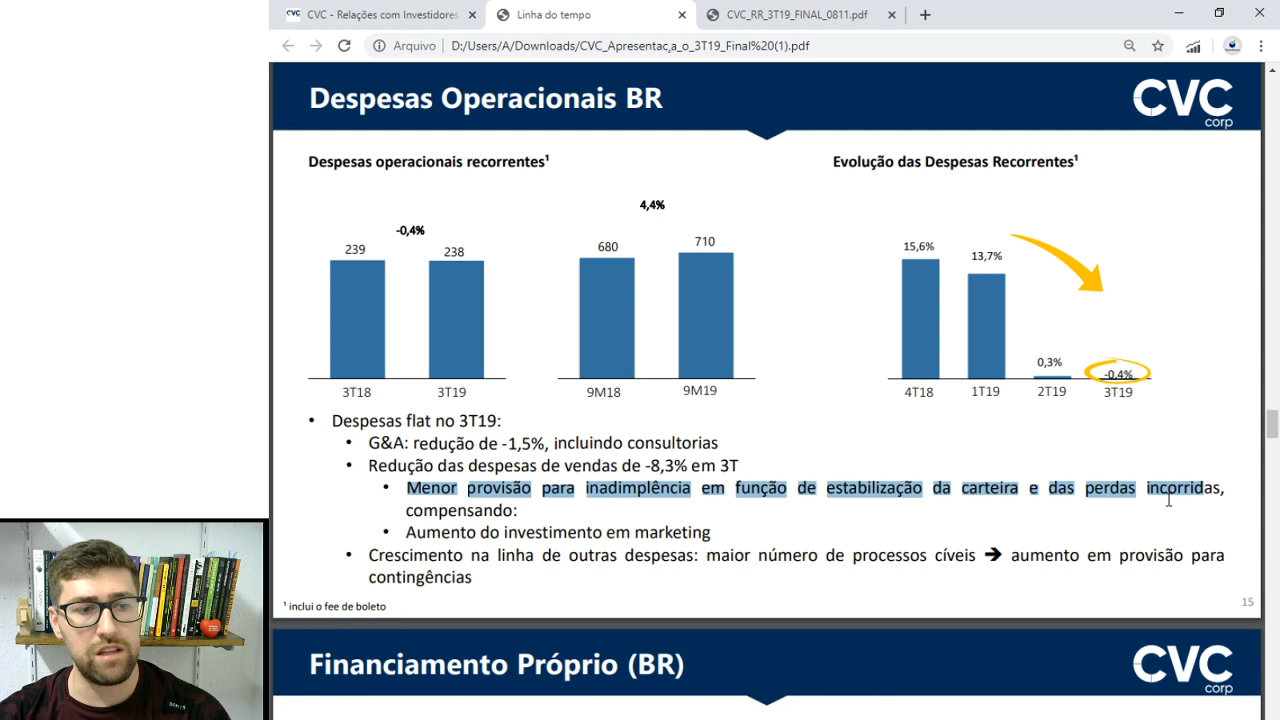 CVC - Relações com Investidores
Linha do tempo
CVC_RR_3T19_FINAL_0811.pdf
Arquivo
D:/Users/A/Downloads/CVC_Apresentac,a_o_3T19_Final%20(1).pdf
Despesas Operacionais BR
CVC
corp
Despesas operacionais recorrentes¹
Evolução das Despesas Recorrentes¹
-0,4%
239
238
3T18
3T19
4,4%
680
710
9M18
9M19
15,6%
13,7%
0,3%
-0,4%
4T18
1T19
2T19
3T19
• Despesas flat no 3T19:
• G&A: redução de -1,5%, incluindo consultorias
• Redução das despesas de vendas de -8,3% em 3T
• Menor provisão para inadimplência em função de estabilização da carteira e das perdas incorridas,
compensando:
• Aumento do investimento em marketing
• Crescimento na linha de outras despesas: maior número de processos cíveis ➔ aumento em provisão para
contingências
¹ inclui o fee de boleto
15
Financiamento Próprio (BR)
CVC
corp